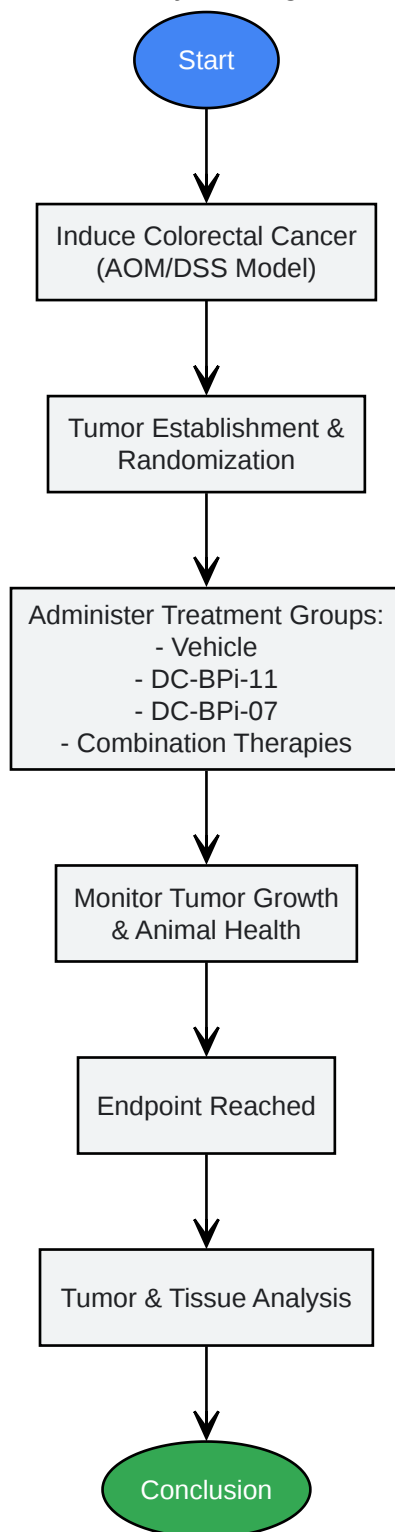 Start
Induce Colorectal Cancer
(AOM/DSS Model)
Tumor Establishment &
Randomization
Administer Treatment Groups:
- Vehicle
- DC-BPi-11
- DC-BPi-07
- Combination Therapies
Monitor Tumor Growth
& Animal Health
Endpoint Reached
Tumor & Tissue Analysis
Conclusion